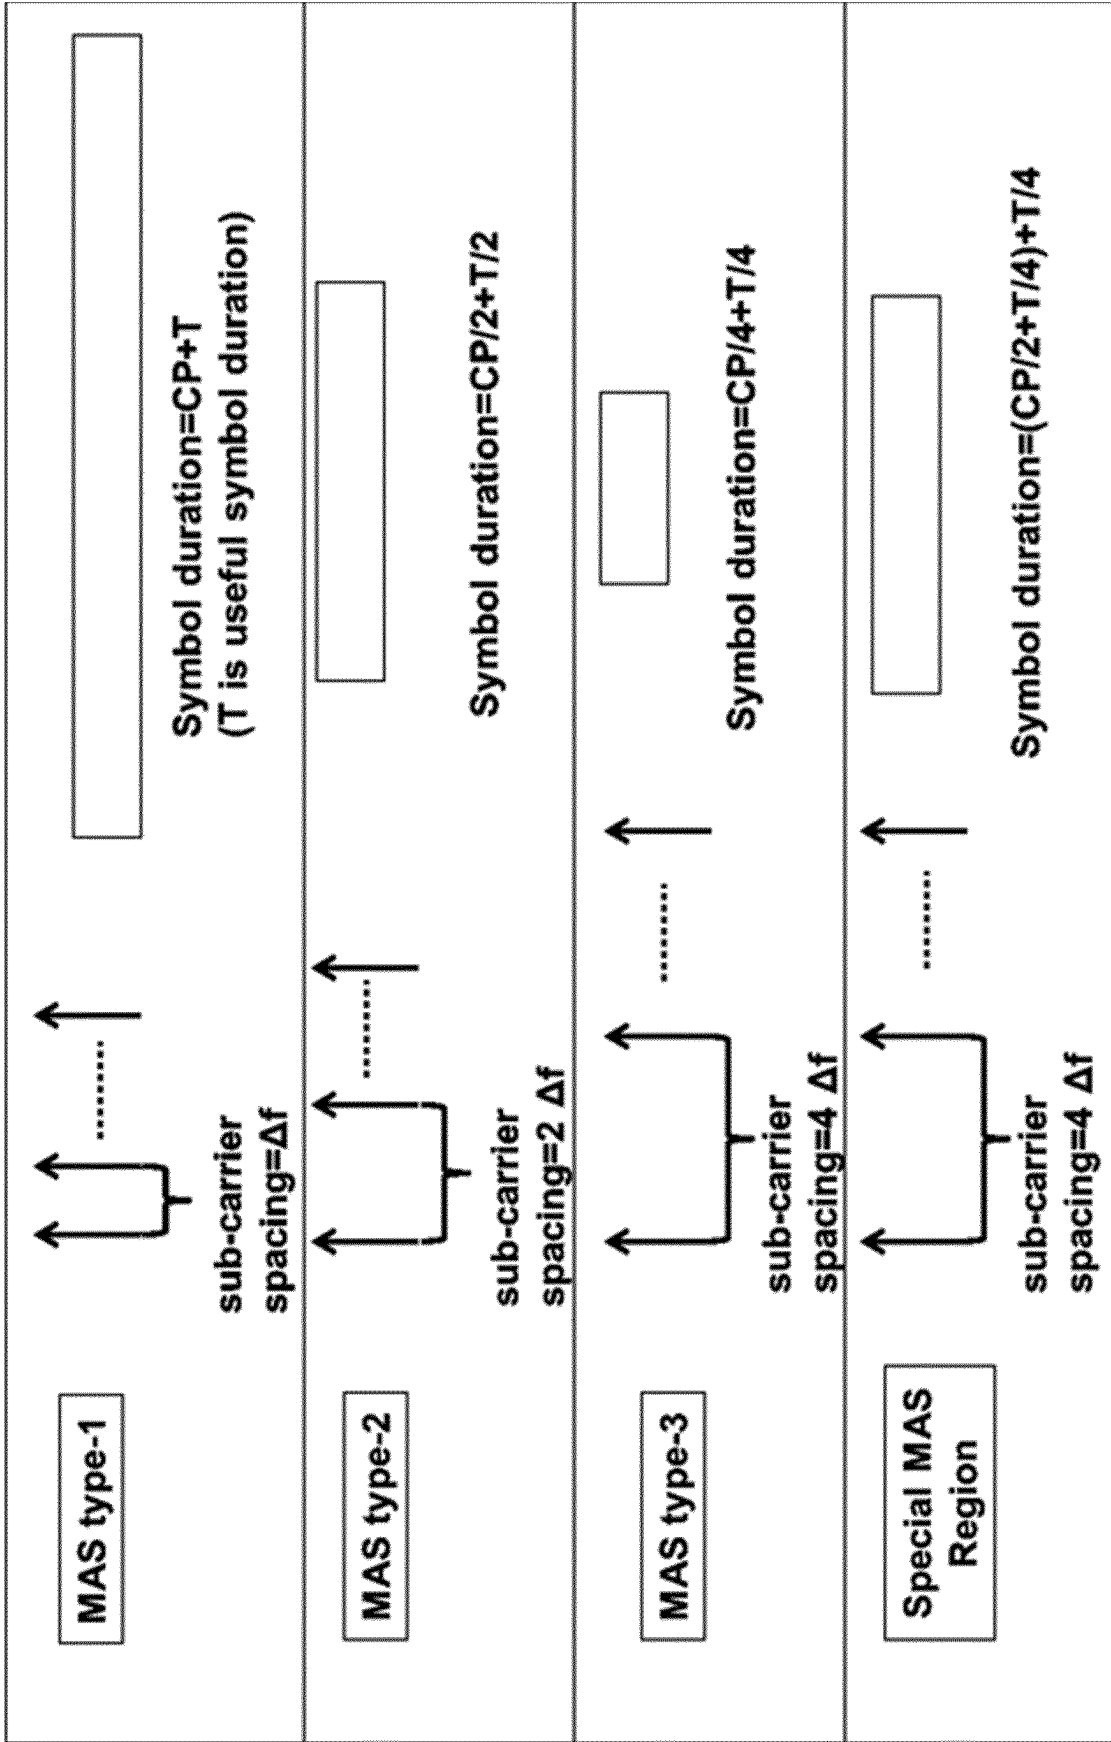 MAS type-1
sub-carrier
spacing=Δf
Symbol duration=CP+T
(T is useful symbol duration)
MAS type-2
sub-carrier
spacing=2 Δf
Symbol duration=CP/2+T/2
MAS type-3
sub-carrier
spacing=4 Δf
Symbol duration=CP/4+T/4
Special MAS
Region
sub-carrier
spacing=4 Δf
Symbol duration=(CP/2+T/4)+T/4